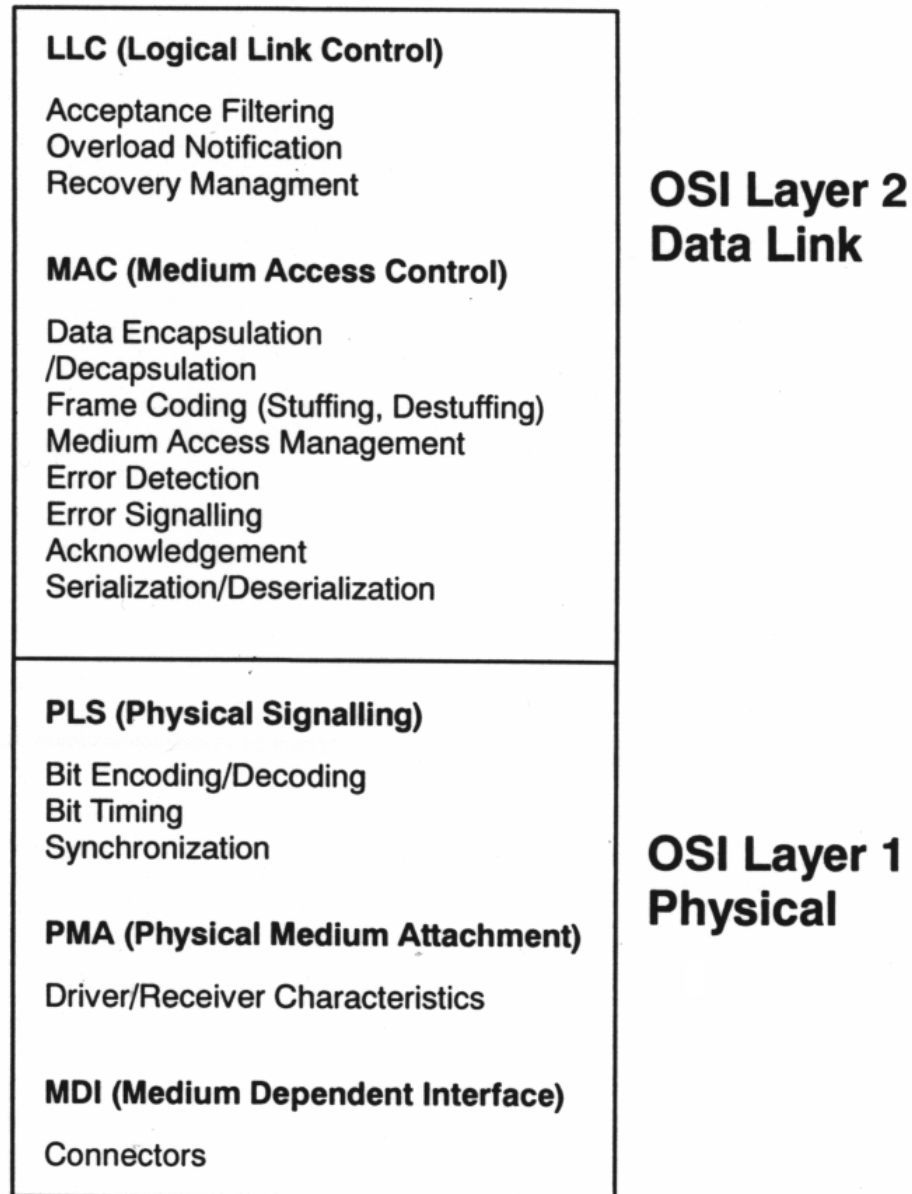 LLC (Logical Link Control)
Acceptance Filtering
Overload Notification
Recovery Managment
MAC (Medium Access Control)
Data Encapsulation
/Decapsulation
Frame Coding (Stuffing, Destuffing)
Medium Access Management
Error Detection
Error Signalling
Acknowledgement
Serialization/Deserialization
OSI Layer 2
Data Link
PLS (Physical Signalling)
Bit Encoding/Decoding
Bit Timing
Synchronization
PMA (Physical Medium Attachment)
Driver/Receiver Characteristics
MDI (Medium Dependent Interface)
Connectors
OSI Layer 1
Physical